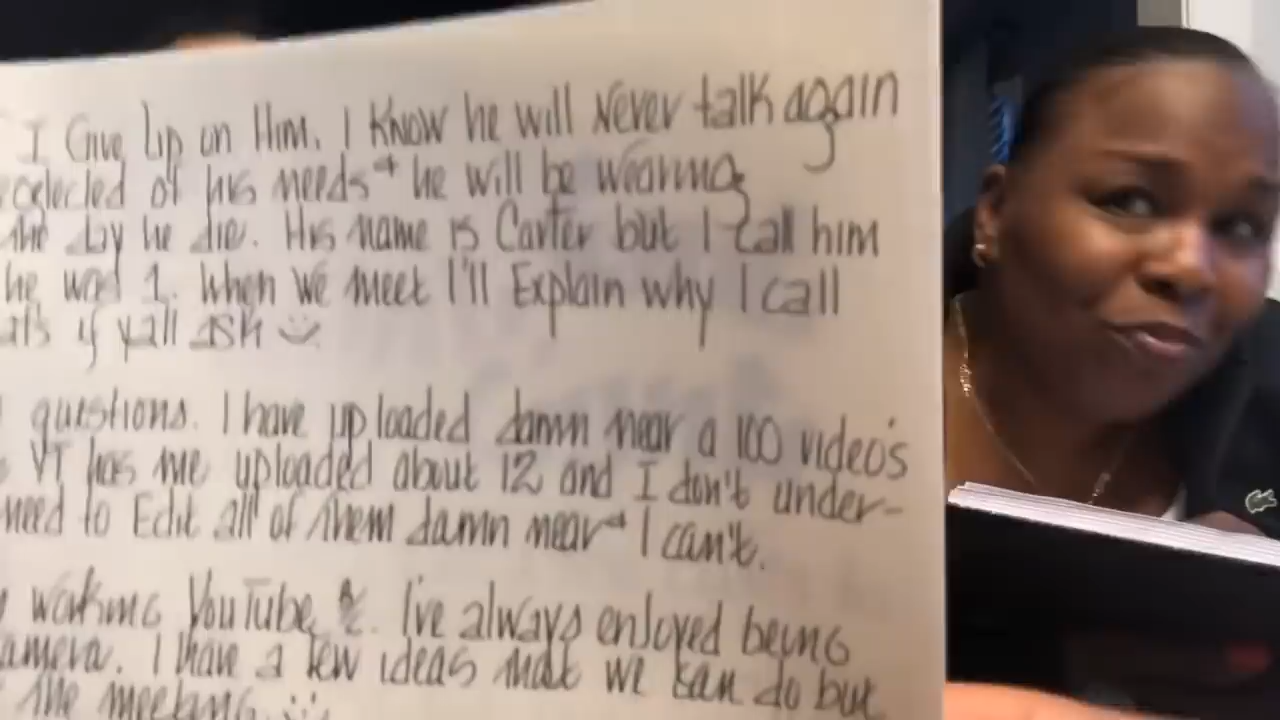 I Give Up on Him. I Know he will Never talk again
of his needs + he will be wearing
the day he die. His name is Carter but I call him
he was 1. When we meet I'll Explain why I call
if yall ask
questions. I have uploaded damn near a 100 video's
YT has me uploaded about 12 and I don't under-
need to Edit all of them damn near + I can't.
working YouTube &. I've always enjoyed being
I have a few ideas that we can do but
the meeting.